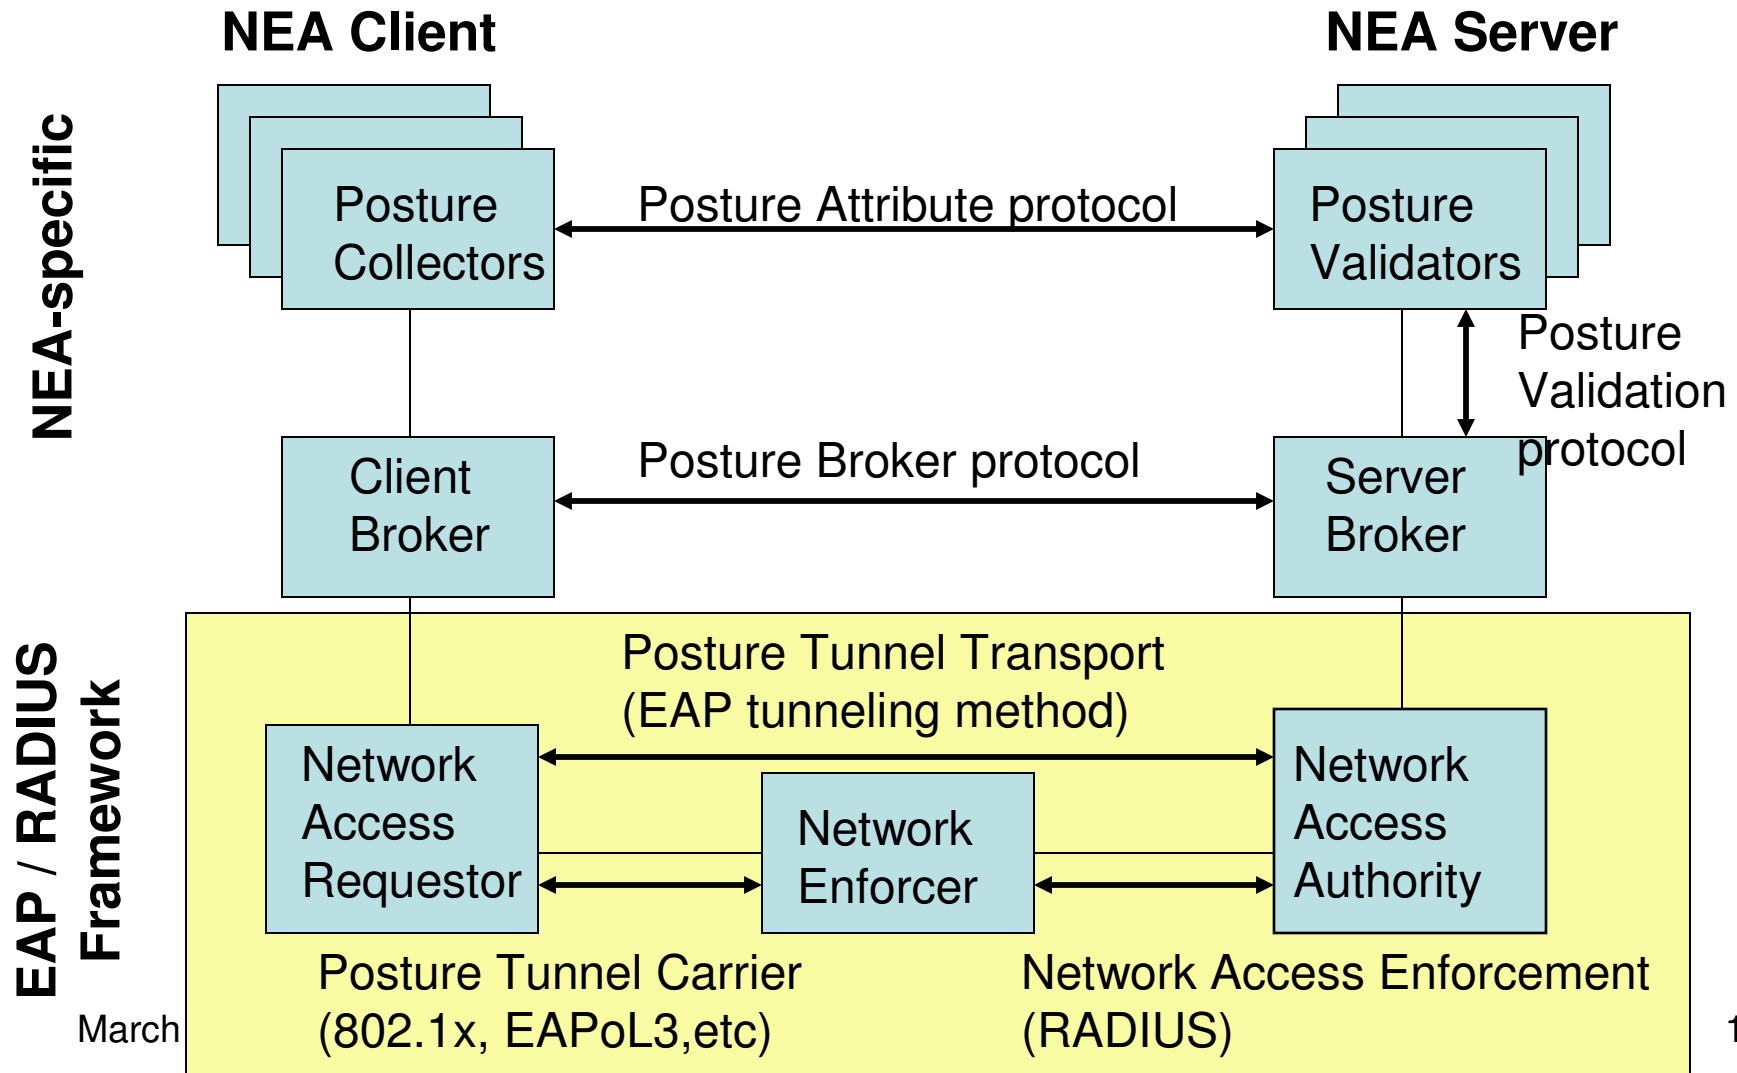 NEA Client
NEA Server
NEA-specific
Posture
Collectors
Posture Attribute protocol
Posture
Validators
Posture
Validation
protocol
Client
Broker
Posture Broker protocol
Server
Broker
EAP / RADIUS
Framework
Posture Tunnel Transport
(EAP tunneling method)
Network
Access
Requestor
Network
Enforcer
Network
Access
Authority
Posture Tunnel Carrier
(802.1x, EAPoL3,etc)
Network Access Enforcement
(RADIUS)
March
1